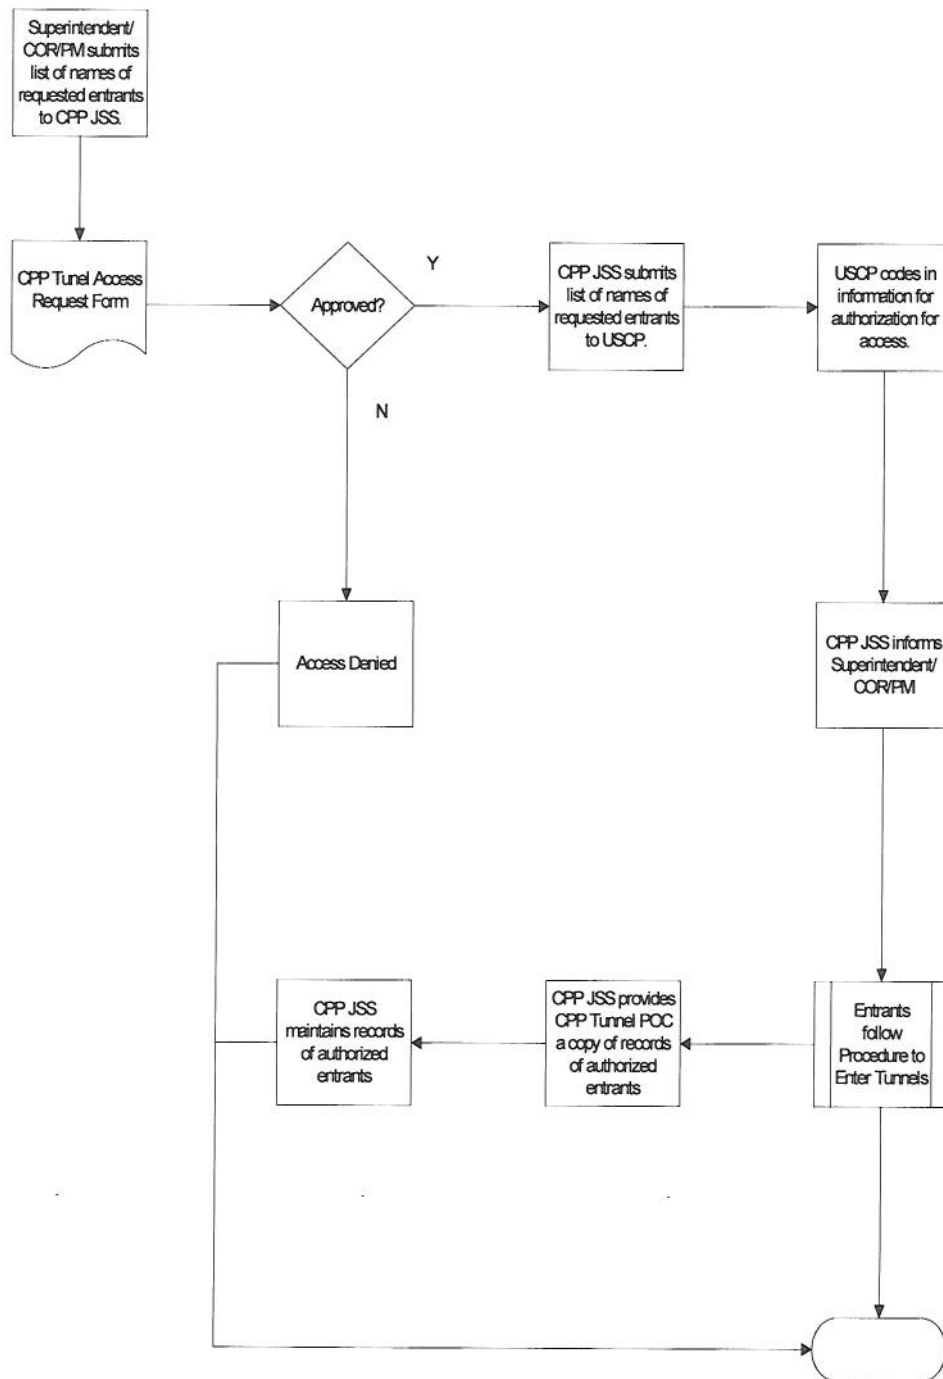 Superintendent/
COR/PM submits
list of names of
requested entrants
to CPP JSS.
CPP Tunel Access
Request Form
Approved?
Y
CPP JSS submits
list of names of
requested entrants
to USCP.
USCP codes in
information for
authorization for
access.
N
Access Denied
CPP JSS informs
Superintendent/
COR/PM
CPP JSS
maintains records
of authorized
entrants
CPP JSS provides
CPP Tunnel POC
a copy of records
of authorized
entrants
Entrants
follow
Procedure to
Enter Tunnels